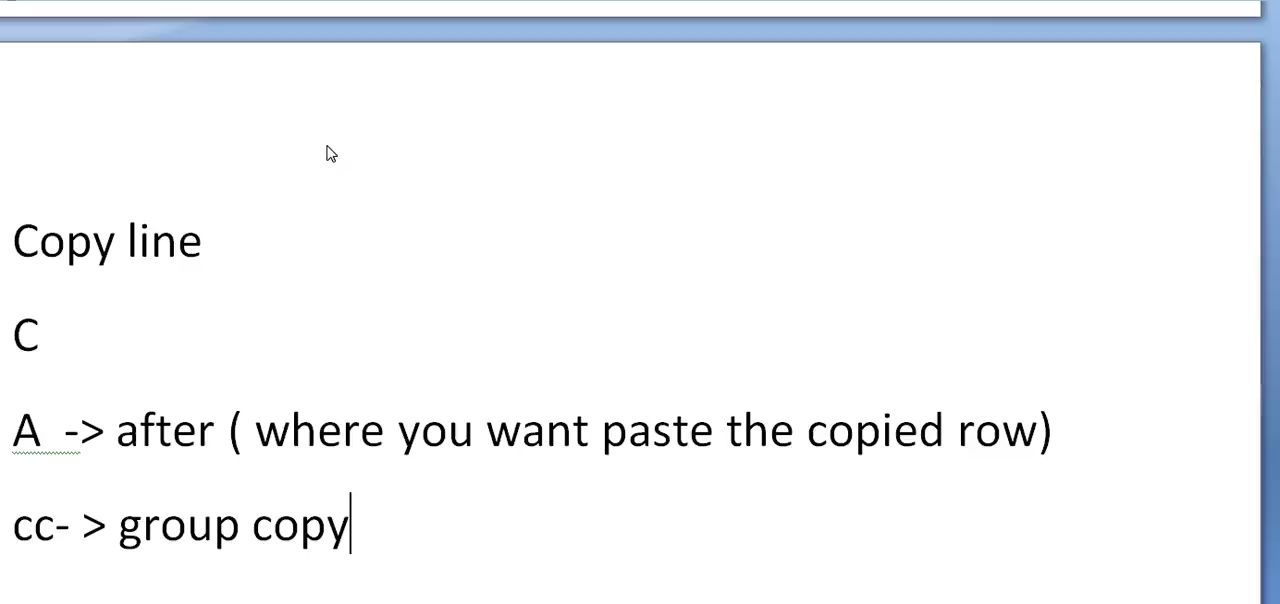 Copy line
C
A  -> after ( where you want paste the copied row)
cc- > group copy